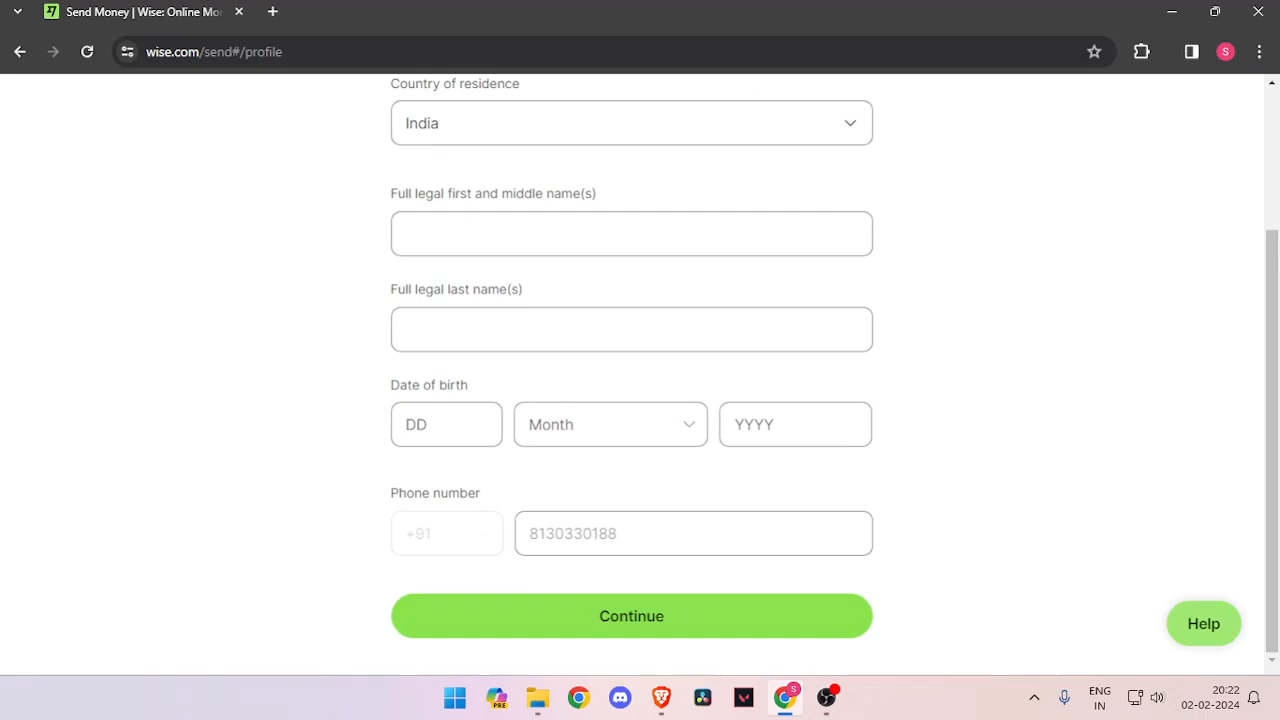 Send Money | Wise: Online Mon
wise.com/send#/profile
S
Country of residence
India
Full legal first and middle name(s)
Full legal last name(s)
Date of birth
DD Month YYYY
Phone number
+91 8130330188
Continue
Help
PRE
S
ENG
IN
20:22
02-02-2024